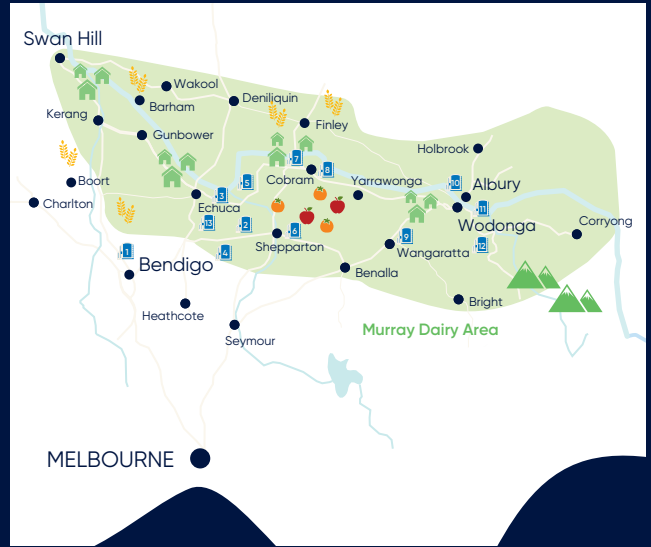 Swan Hill
Wakool
Deniliquin
Barham
Kerang
Finley
Gunbower
Holbrook
7
8
Cobram
Yarrawonga
Boort
5
10
Albury
3
Charlton
Echuca
11
13
2
6
Wodonga
Corryong
Shepparton
9
12
1
4
Wangaratta
Bendigo
Benalla
Bright
Heathcote
Murray Dairy Area
Seymour
MELBOURNE